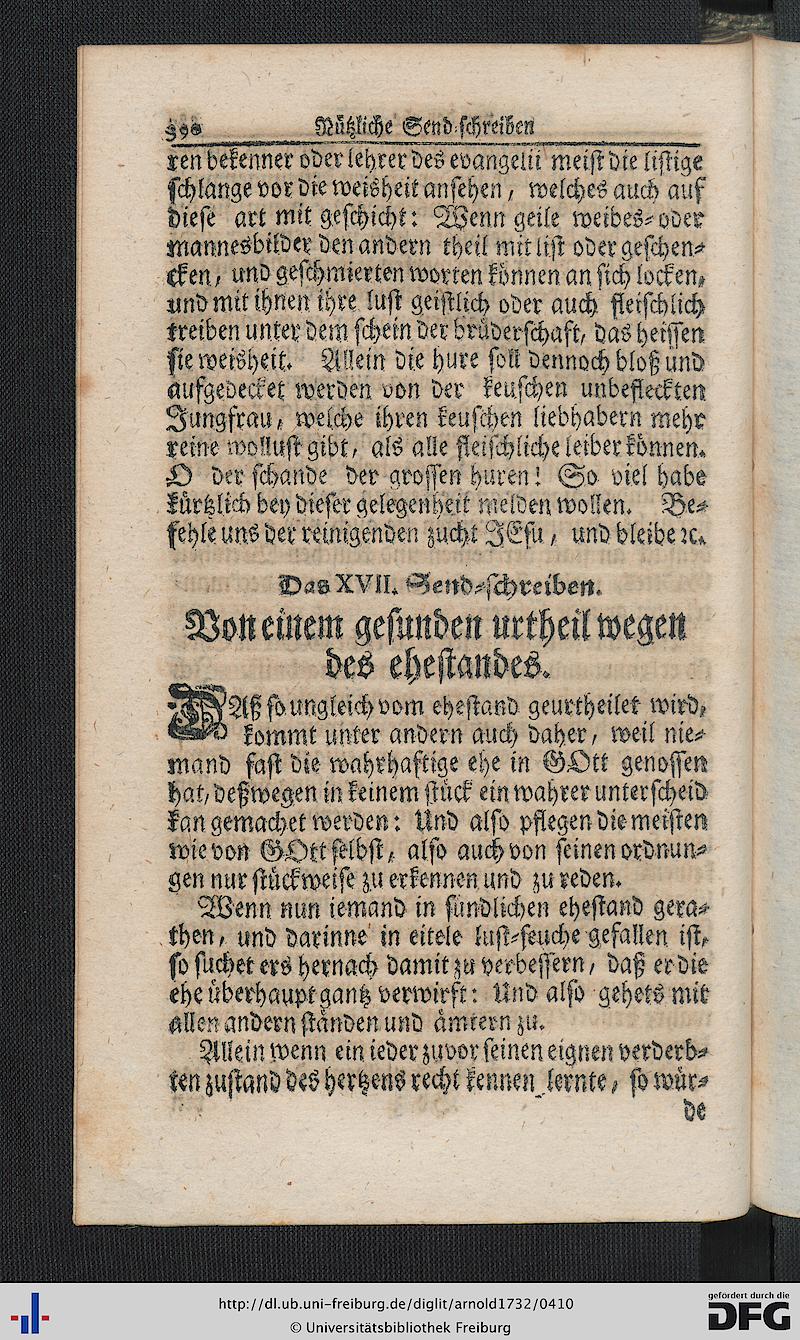 390 Nützliche Send-schreiben
ren bekenner oder lehrer des evangelii meist die listige
schlange vor die weisheit ansehen, welches auch auf
diese art mit geschicht: Wenn geile weibes- oder
mannesbilder den andern theil mit list oder geschen-
cken, und geschmierten worten können an sich locken,
und mit ihnen ihre lust geistlich oder auch fleischlich
treiben unter dem schein der brüderschaft, das heissen
sie weisheit. Allein die hure soll dennoch bloß und
aufgedecket werden von der keuschen unbefleckten
Jungfrau, welche ihren keuschen liebhabern mehr
reine wollust gibt, als alle fleischliche leiber können.
O der schande der grossen huren! So viel habe
kürtzlich bey dieser gelegenheit melden wollen. Be-
fehle uns der reinigenden zucht JEsu, und bleibe ꝛc.
Das XVII. Send-schreiben.
Von einem gesunden urtheil wegen
des ehestandes.
DAß so ungleich vom ehestand geurtheilet wird,
kommt unter andern auch daher, weil nie-
mand fast die wahrhaftige ehe in GOtt genossen
hat, deßwegen in keinem stück ein wahrer unterscheid
kan gemachet werden: Und also pflegen die meisten
wie von GOtt selbst, also auch von seinen ordnun-
gen nur stückweise zu erkennen und zu reden.
Wenn nun iemand in sündlichen ehestand gera-
then, und darinne in eitele lust-seuche gefallen ist,
so suchet ers hernach damit zu verbessern, daß er die
ehe überhaupt gantz verwirft: Und also gehets mit
allen andern ständen und ämtern zu.
Allein wenn ein ieder zuvor seinen eignen verderb-
ten zustand des hertzens recht kennen lernte, so wür-
de
http://dl.ub.uni-freiburg.de/diglit/arnold1732/0410
© Universitätsbibliothek Freiburg
gefördert durch die
DFG